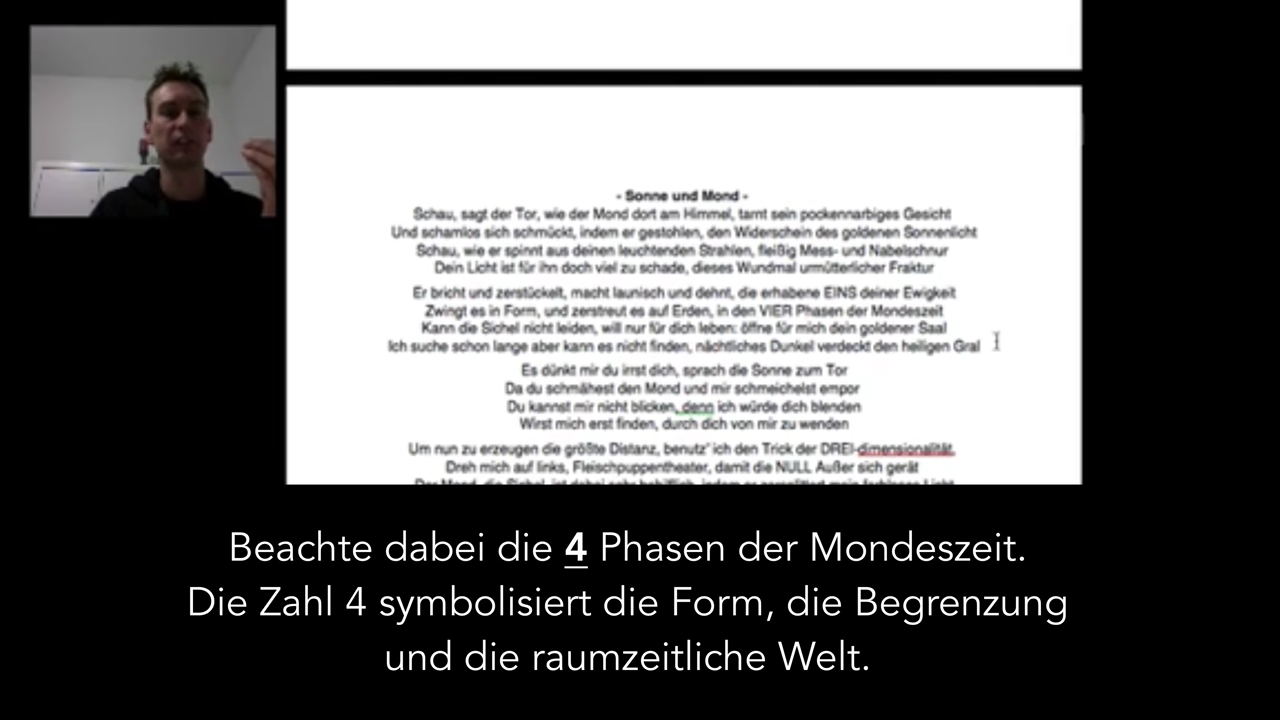 - Sonne und Mond -
Schau, sagt der Tor, wie der Mond dort am Himmel, tarnt sein pockennarbiges Gesicht
Und schamlos sich schmückt, indem er gestohlen, den Widerschein des goldenen Sonnenlicht
Schau, wie er spinnt aus deinen leuchtenden Strahlen, fleißig Mess- und Nabelschnur
Dein Licht ist für ihn doch viel zu schade, dieses Wundmal urmütterlicher Fraktur
Er bricht und zerstückelt, macht launisch und dehnt, die erhabene EINS deiner Ewigkeit
Zwingt es in Form, und zerstreut es auf Erden, in den VIER Phasen der Mondeszeit
Kann die Sichel nicht leiden, will nur für dich leben: öffne für mich dein goldener Saal
Ich suche schon lange aber kann es nicht finden, nächtliches Dunkel verdeckt den heiligen Gral
Es dünkt mir du irrst dich, sprach die Sonne zum Tor
Da du schmähest den Mond und mir schmeichelst empor
Du kannst mir nicht blicken, denn ich würde dich blenden
Wirst mich erst finden, durch dich von mir zu wenden
Um nun zu erzeugen die größte Distanz, benutz' ich den Trick der DREI-dimensionalität,
Dreh mich auf links, Fleischpuppentheater, damit die NULL Außer sich gerät
Der Mond, die Sichel, ist dabei sehr
Beachte dabei die 4 Phasen der Mondeszeit.
Die Zahl 4 symbolisiert die Form, die Begrenzung
und die raumzeitliche Welt.